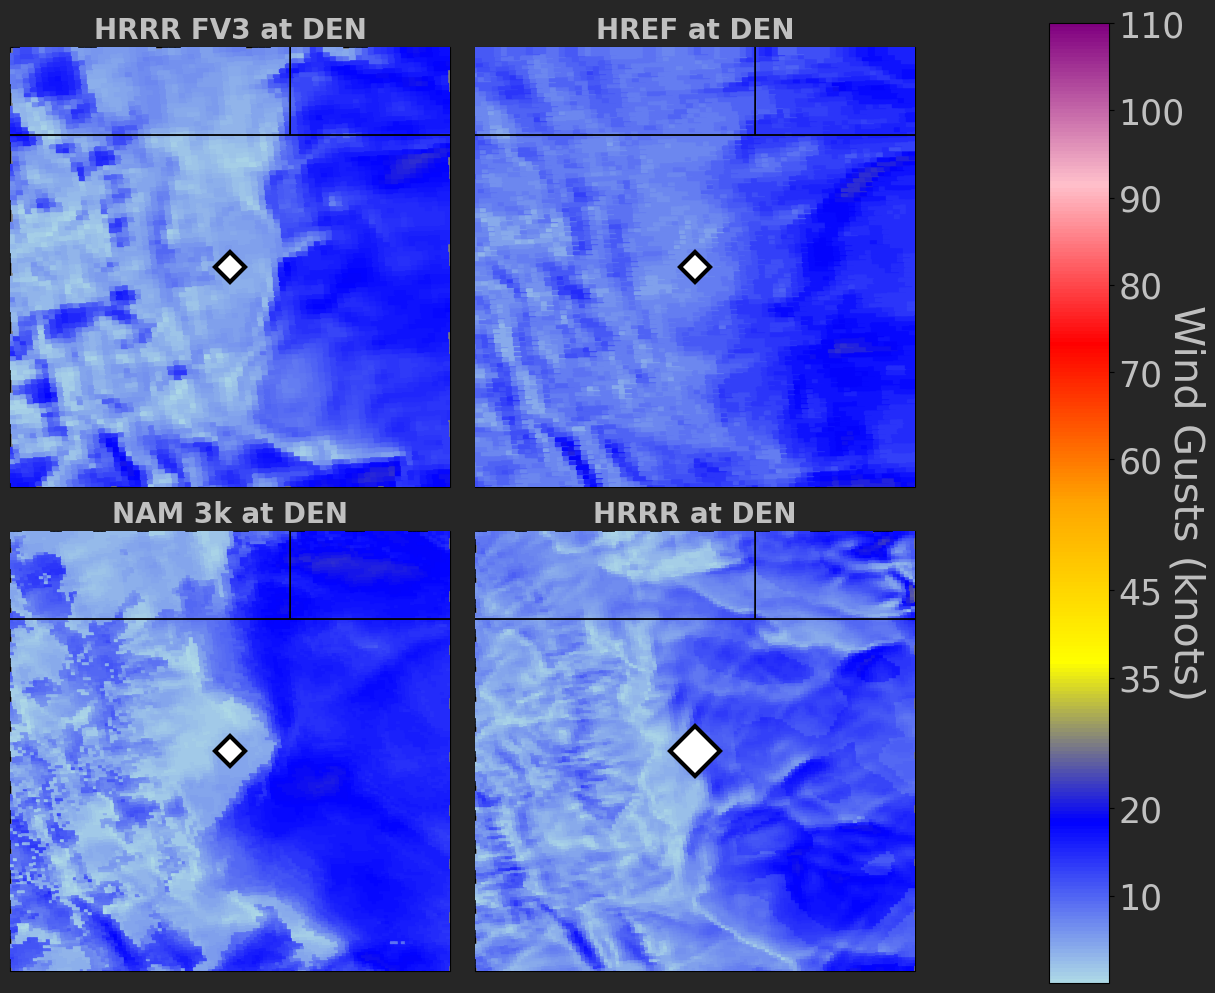 HRRR FV3 at DEN
HREF at DEN
NAM 3k at DEN
HRRR at DEN
110
100
90
80
70
60
45
35
20
10
Wind Gusts (knots)